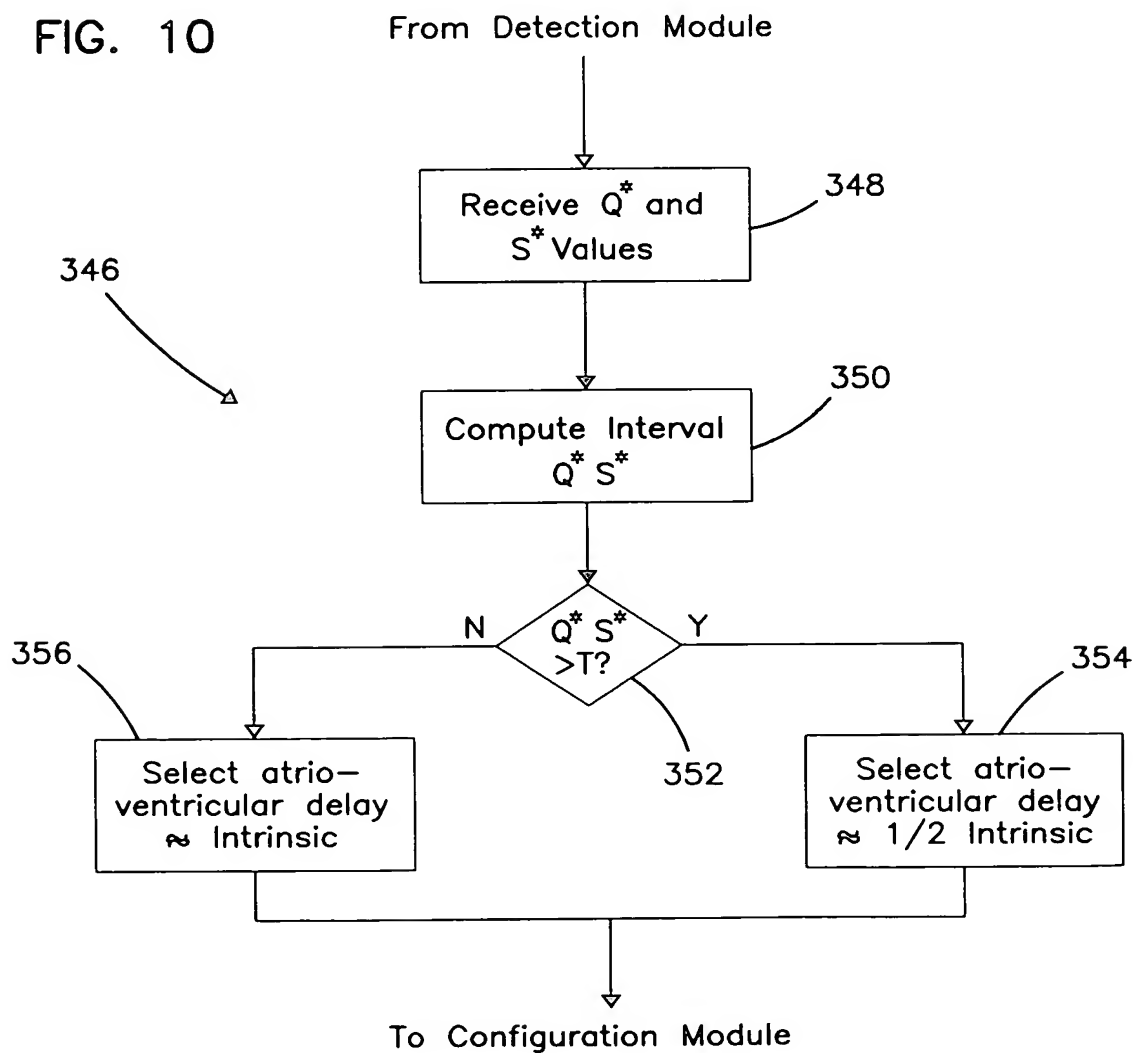 FIG. 10
From Detection Module
348
Receive Q* and
S* Values
346
350
Compute Interval
Q* S*
N
Q* S*
>T?
Y
356
354
352
Select atrio-
ventricular delay
≈ Intrinsic
Select atrio-
ventricular delay
≈ 1/2 Intrinsic
To Configuration Module